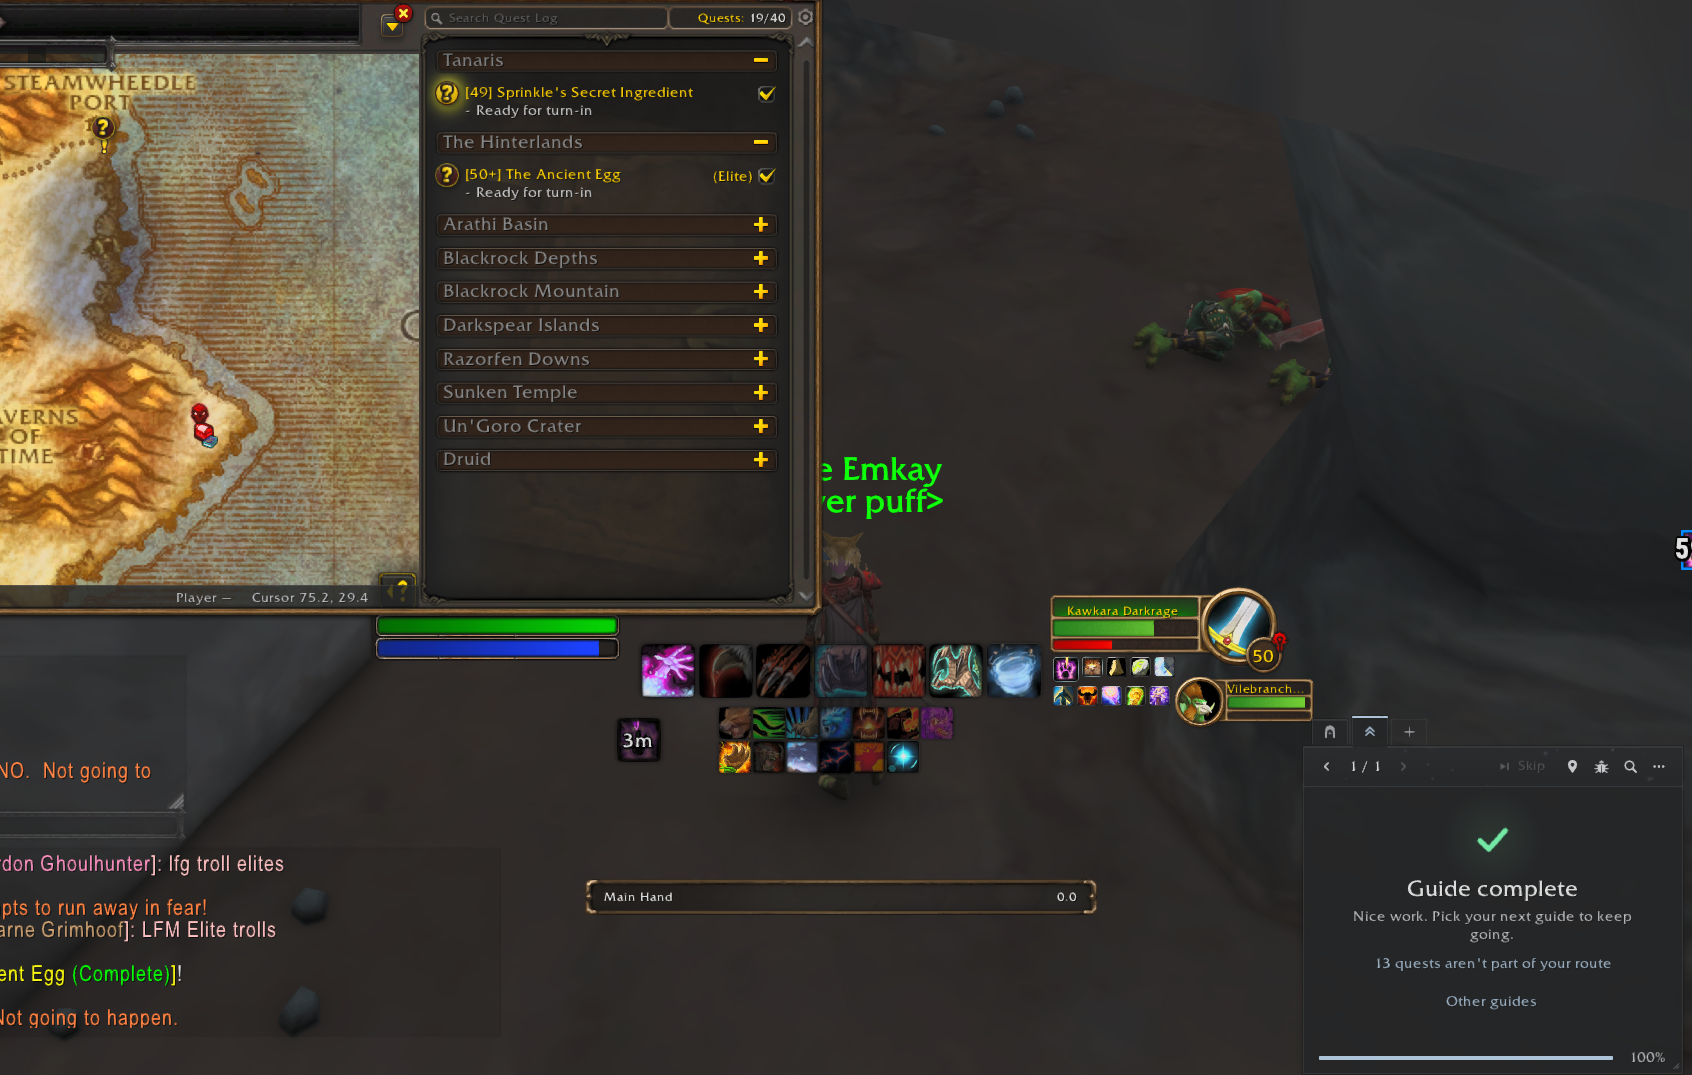 Search Quest Log
Quests: 19/40
Tanaris
[49] Sprinkle's Secret Ingredient
- Ready for turn-in
The Hinterlands
[50+] The Ancient Egg (Elite)
- Ready for turn-in
Arathi Basin
Blackrock Depths
Blackrock Mountain
Darkspear Islands
Razorfen Downs
Sunken Temple
Un'Goro Crater
Druid
STEAMWHEEDLE
PORT
AVERNS
OF
TIME
Player — Cursor 75.2, 29.4
e Emkay
ver puff>
Kawkara Darkrage
50
Vilebranch...
3m
NO. Not going to
rdon Ghoulhunter]: lfg troll elites
pts to run away in fear!
arne Grimhoof]: LFM Elite trolls
ent Egg (Complete)]!
Not going to happen.
Main Hand 0.0
1 / 1
Skip
Guide complete
Nice work. Pick your next guide to keep
going.
13 quests aren't part of your route
Other guides
100%